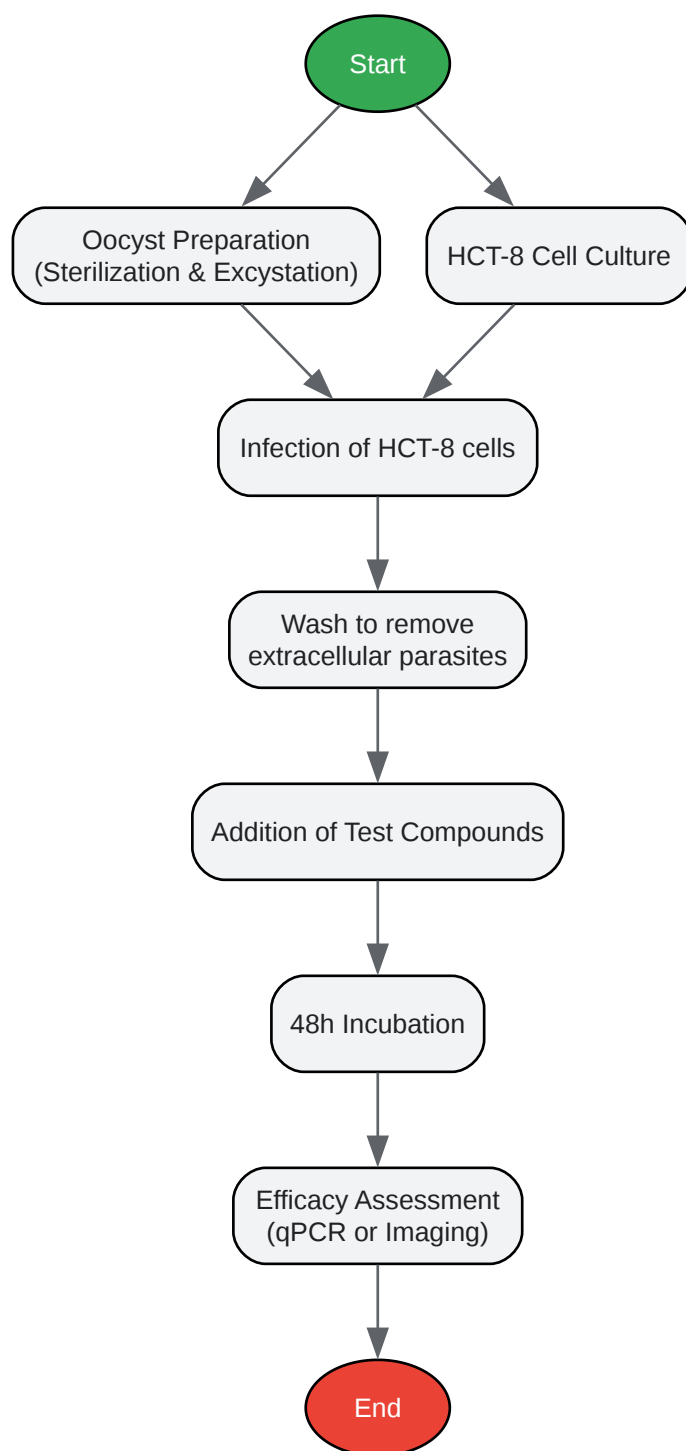 Start
Oocyst Preparation
(Sterilization & Excystation)
HCT-8 Cell Culture
Infection of HCT-8 cells
Wash to remove
extracellular parasites
Addition of Test Compounds
48h Incubation
Efficacy Assessment
(qPCR or Imaging)
End